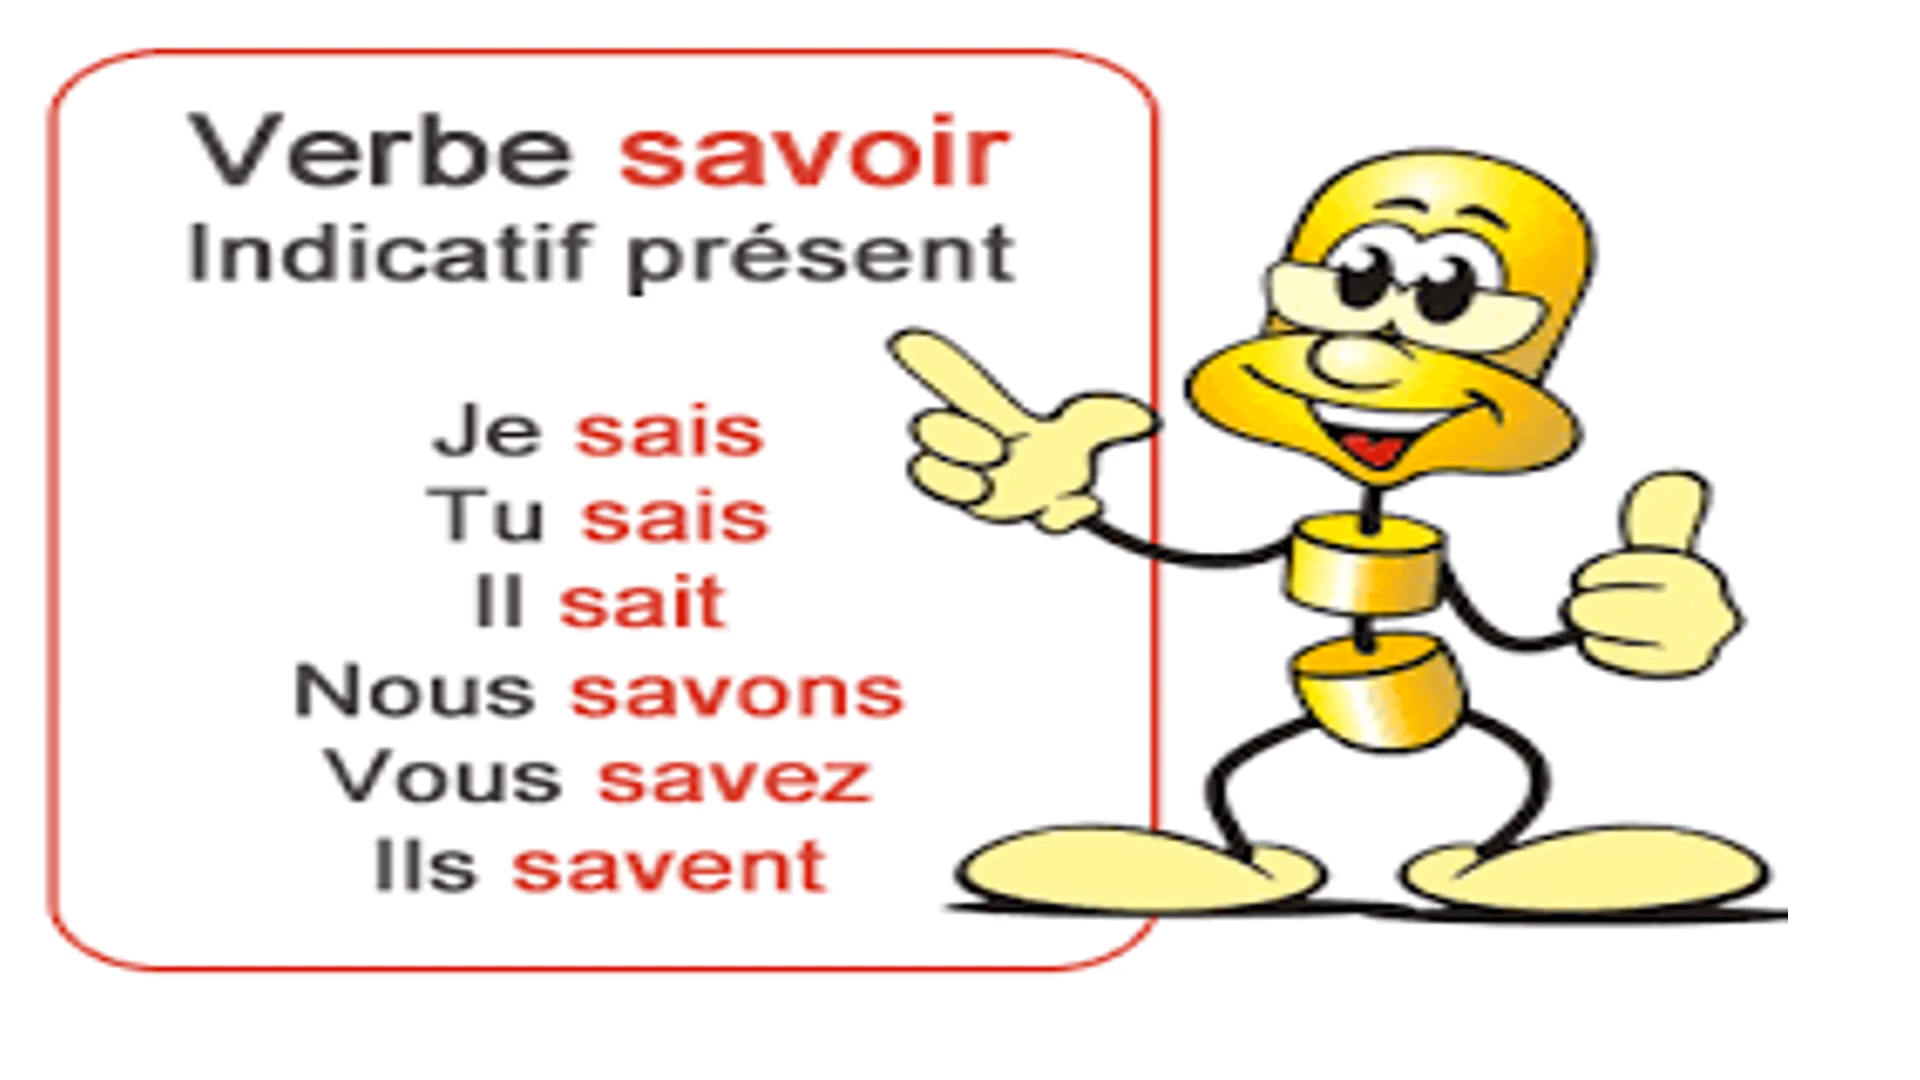 Verbe savoir
Indicatif présent
Je sais
Tu sais
Il sait
Nous savons
Vous savez
Ils savent